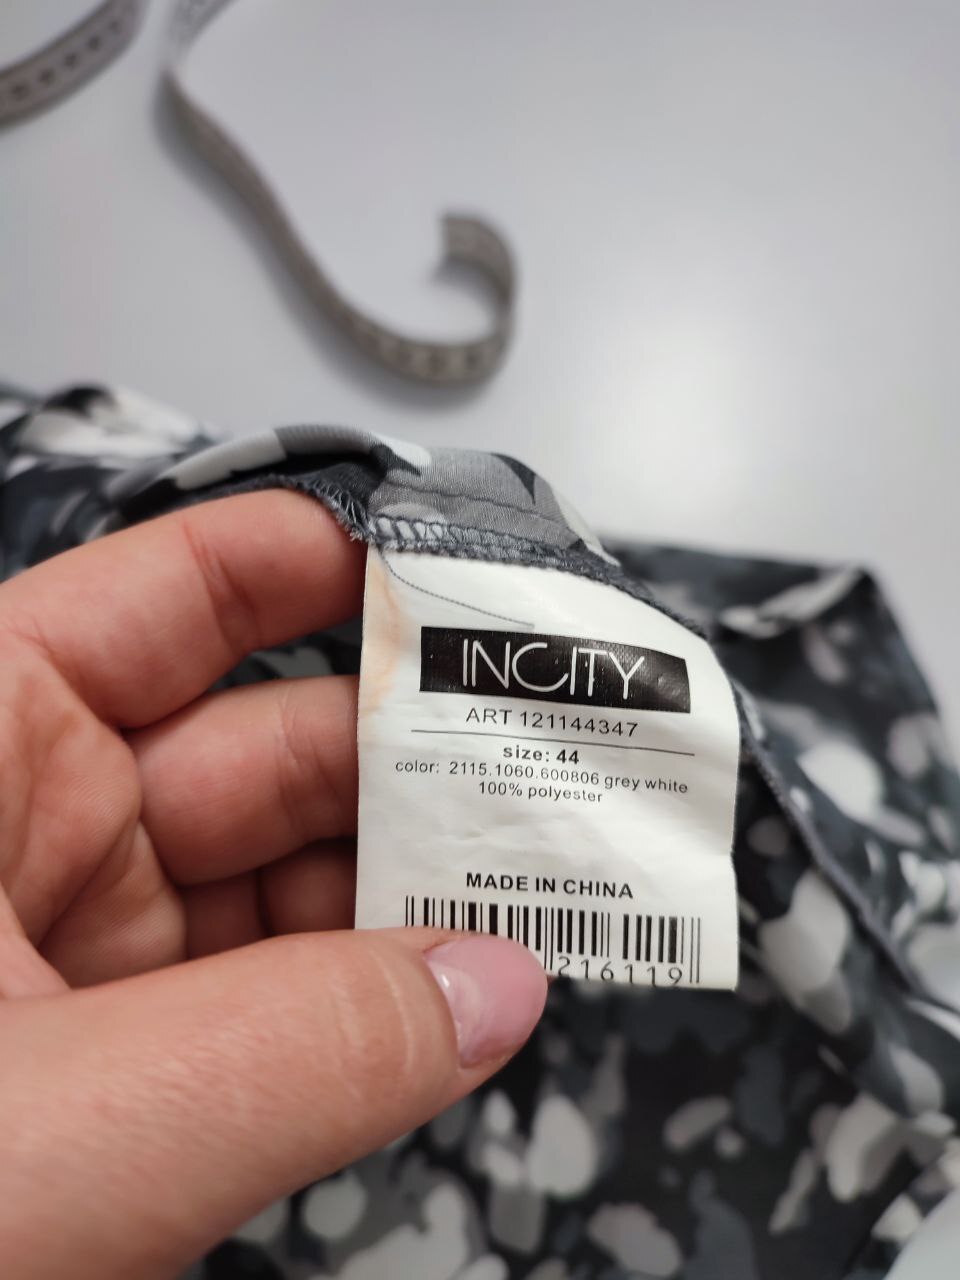 INCITY
ART 121144347
size: 44
color: 2115.1060.600806 grey white
100% polyester
MADE IN CHINA
216119